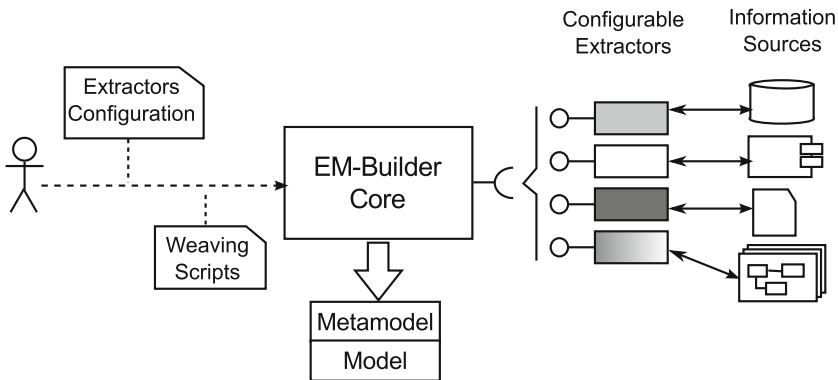 Configurable
Extractors
Information
Sources
Extractors
Configuration
EM-Builder
Core
Weaving
Scripts
Metamodel
Model